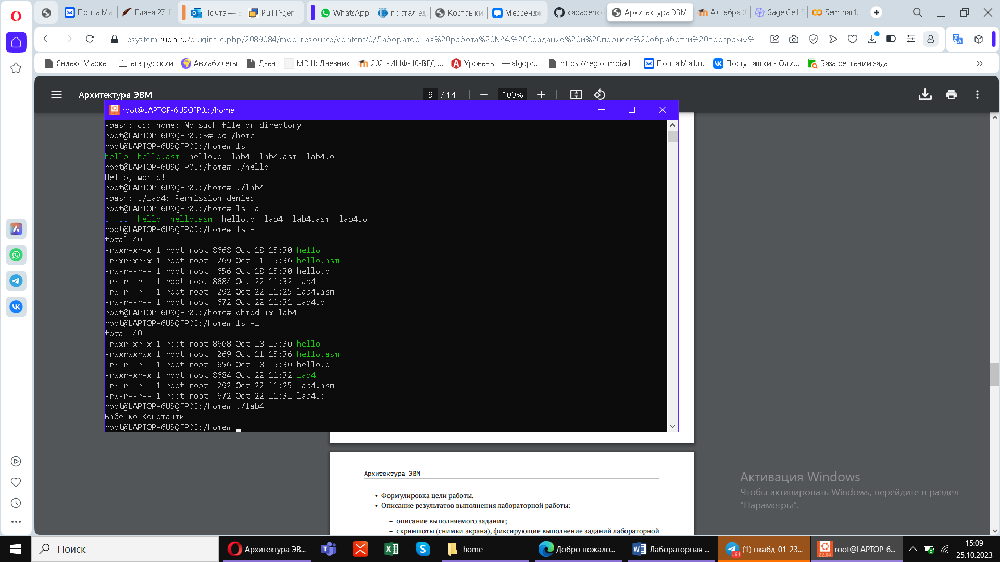 Почта Ма
Глава 27. Г
Почта — Б
PuTTYgen
WhatsApp
портал еди
Кострыки
Мессендж
kababenko
Архитектура ЭВМ
Алгебра (
Sage Cell S
Seminar1.1
esystem.rudn.ru/pluginfile.php/2089084/mod_resource/content/0/Лабораторная%20работа%20№4.%20Создание%20и%20процесс%20обработки%20программ%
Яндекс Маркет
егэ русский
Авиабилеты
Дзен
МЭШ: Дневник
2021-ИНФ-10-ВГД:...
Уровень 1 — algopr...
https://reg.olimpiad...
Почта Mail.ru
Поступашки - Оли...
База решений зада...
Архитектура ЭВМ
9 / 14
100%
root@LAPTOP-6USQFP0J: /home
-bash: cd: home: No such file or directory
root@LAPTOP-6USQFP0J:~# cd /home
root@LAPTOP-6USQFP0J:/home# ls
hello hello.asm hello.o lab4 lab4.asm lab4.o
root@LAPTOP-6USQFP0J:/home# ./hello
Hello, world!
root@LAPTOP-6USQFP0J:/home# ./lab4
-bash: ./lab4: Permission denied
root@LAPTOP-6USQFP0J:/home# ls -a
. .. hello hello.asm hello.o lab4 lab4.asm lab4.o
root@LAPTOP-6USQFP0J:/home# ls -l
total 40
-rwxr-xr-x 1 root root 8668 Oct 18 15:30 hello
-rwxrwxrwx 1 root root 269 Oct 11 15:36 hello.asm
-rw-r--r-- 1 root root 656 Oct 18 15:30 hello.o
-rw-r--r-- 1 root root 8684 Oct 22 11:32 lab4
-rw-r--r-- 1 root root 292 Oct 22 11:25 lab4.asm
-rw-r--r-- 1 root root 672 Oct 22 11:31 lab4.o
root@LAPTOP-6USQFP0J:/home# chmod +x lab4
root@LAPTOP-6USQFP0J:/home# ls -l
total 40
-rwxr-xr-x 1 root root 8668 Oct 18 15:30 hello
-rwxrwxrwx 1 root root 269 Oct 11 15:36 hello.asm
-rw-r--r-- 1 root root 656 Oct 18 15:30 hello.o
-rwxr-xr-x 1 root root 8684 Oct 22 11:32 lab4
-rw-r--r-- 1 root root 292 Oct 22 11:25 lab4.asm
-rw-r--r-- 1 root root 672 Oct 22 11:31 lab4.o
root@LAPTOP-6USQFP0J:/home# ./lab4
Бабенко Константин
root@LAPTOP-6USQFP0J:/home#
Архитектура ЭВМ
• Формулировка цели работы.
• Описание результатов выполнения лабораторной работы:
– описание выполняемого задания;
– скриншоты (снимки экрана), фиксирующие выполнение заданий лабораторной
Активация Windows
Чтобы активировать Windows, перейдите в раздел
"Параметры".
Поиск
Архитектура ЭВ...
home
Добро пожало...
Лабораторная ...
(1) нкабд-01-23...
root@LAPTOP-6...
15:09
25.10.2023